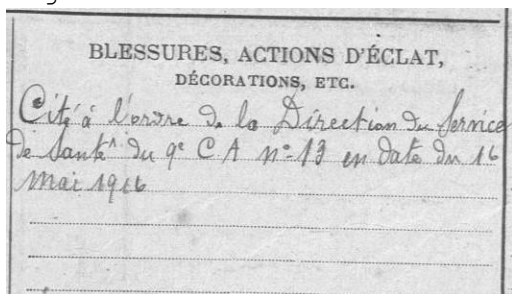 BLESSURES, ACTIONS D'ÉCLAT,
DÉCORATIONS, ETC.
Cité à l'ordre de la Direction du Service
de Santé du 9e C A n°-13 en date du 16
mai 1916